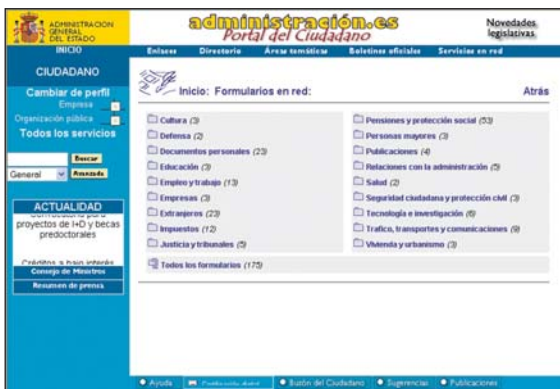 ADMINISTRACION
GENERAL
DEL ESTADO
administración.es
Portal del Ciudadano
Novedades
legislativas
INICIO
Enlaces
Directorio
Áreas temáticas
Boletines oficiales
Servicios en red
CIUDADANO
Cambiar de perfil
Empresa
Organización pública
Todos los servicios
Buscar
General
Avanzada
ACTUALIDAD
Convocatoria para
proyectos de I+D y becas
predoctorales
Créditos a bajo interés
Consejo de Ministros
Resumen de prensa
Inicio: Formularios en red:
Atrás
Cultura (3)
Defensa (2)
Documentos personales (23)
Educación (3)
Empleo y trabajo (13)
Empresas (3)
Extranjeros (23)
Impuestos (12)
Justicia y tribunales (5)
Pensiones y protección social (53)
Personas mayores (3)
Publicaciones (4)
Relaciones con la administración (5)
Salud (2)
Seguridad ciudadana y protección civil (3)
Tecnología e investigación (6)
Trafico, transportes y comunicaciones (9)
Vivienda y urbanismo (3)
Todos los formularios (175)
Ayuda
Buzón del Ciudadano
Sugerencias
Publicaciones